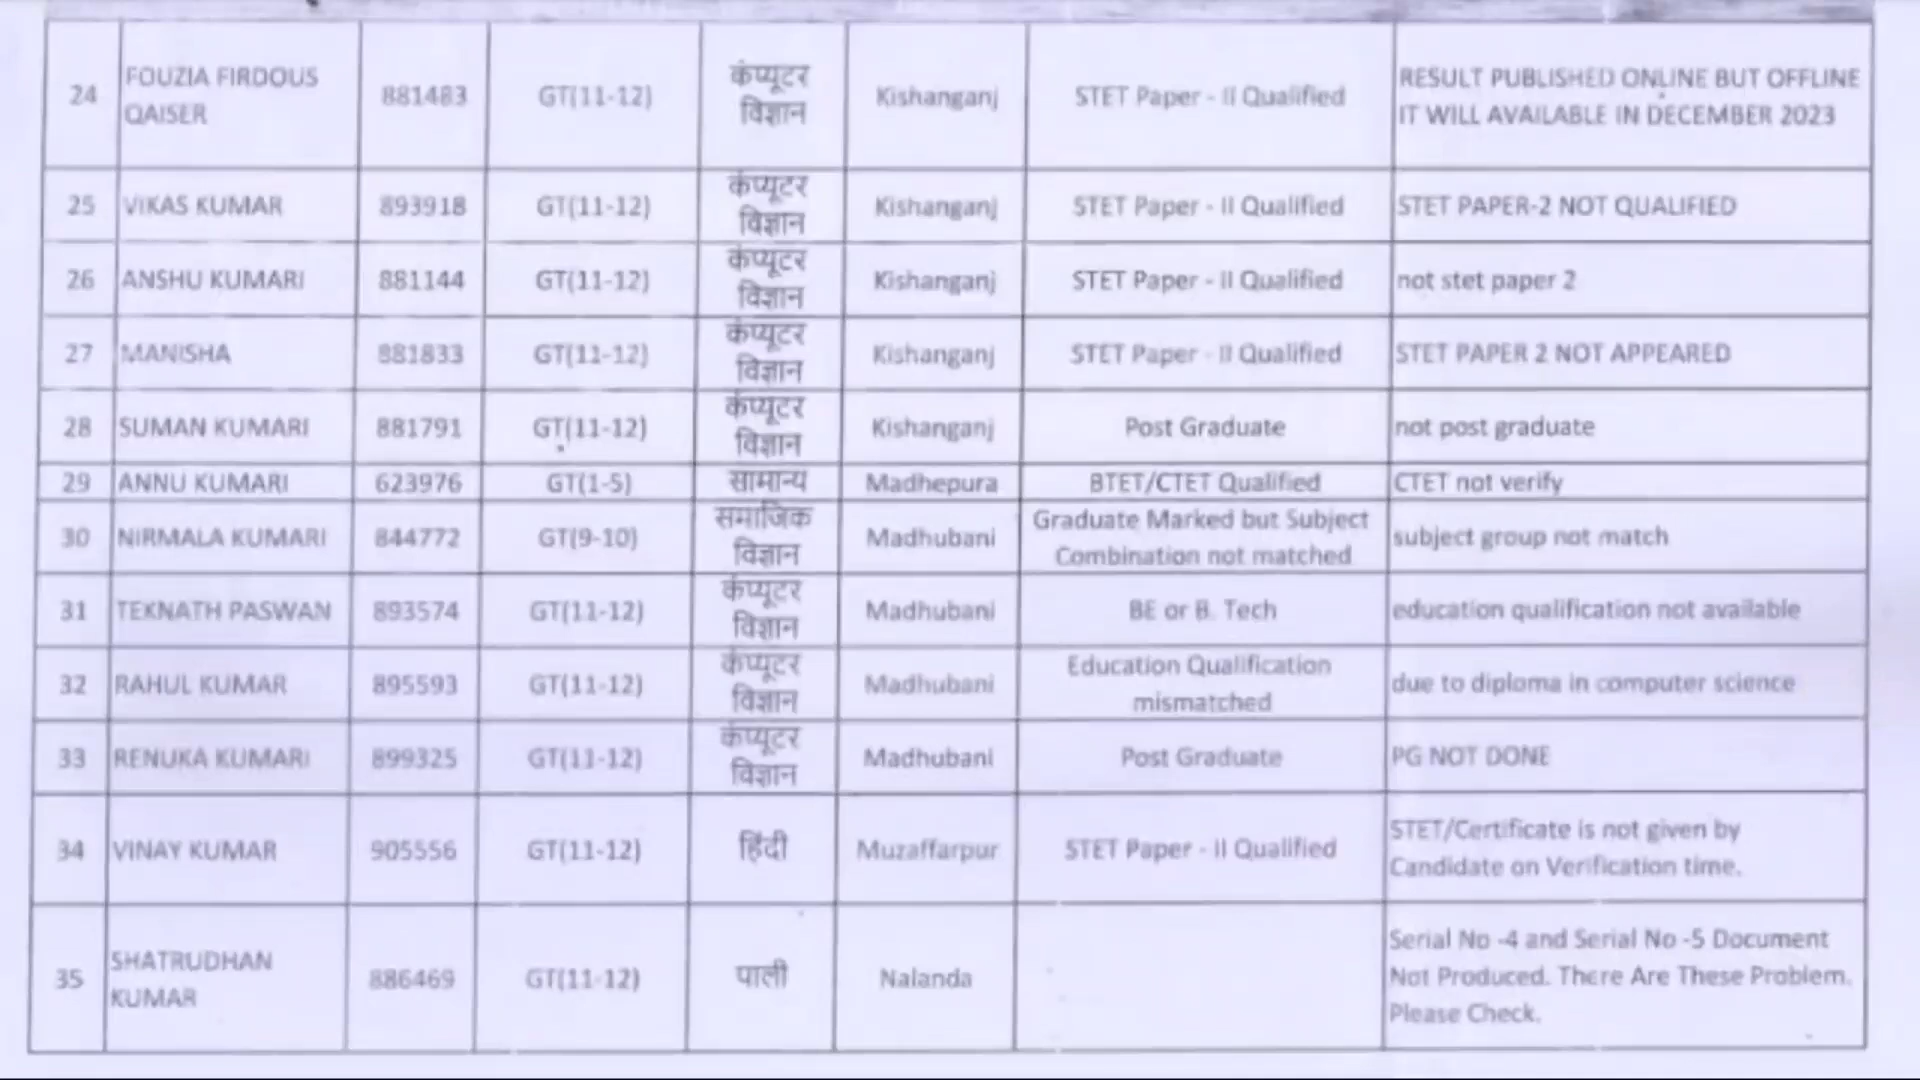 24 FOUZIA FIRDOUS QAISER 881483 GT(11-12) कंप्यूटर विज्ञान Kishanganj STET Paper - II Qualified RESULT PUBLISHED ONLINE BUT OFFLINE IT WILL AVAILABLE IN DECEMBER 2023
25 VIKAS KUMAR 893918 GT(11-12) कंप्यूटर विज्ञान Kishanganj STET Paper - II Qualified STET PAPER-2 NOT QUALIFIED
26 ANSHU KUMARI 881144 GT(11-12) कंप्यूटर विज्ञान Kishanganj STET Paper - II Qualified not stet paper 2
27 MANISHA 881833 GT(11-12) कंप्यूटर विज्ञान Kishanganj STET Paper - II Qualified STET PAPER 2 NOT APPEARED
28 SUMAN KUMARI 881791 GT(11-12) कंप्यूटर विज्ञान Kishanganj Post Graduate not post graduate
29 ANNU KUMARI 623976 GT(1-5) सामान्य Madhepura BTET/CTET Qualified CTET not verify
30 NIRMALA KUMARI 844772 GT(9-10) समाजिक विज्ञान Madhubani Graduate Marked but Subject Combination not matched subject group not match
31 TEKNATH PASWAN 893574 GT(11-12) कंप्यूटर विज्ञान Madhubani BE or B. Tech education qualification not available
32 RAHUL KUMAR 895593 GT(11-12) कंप्यूटर विज्ञान Madhubani Education Qualification mismatched due to diploma in computer science
33 RENUKA KUMARI 899325 GT(11-12) कंप्यूटर विज्ञान Madhubani Post Graduate PG NOT DONE
34 VINAY KUMAR 905556 GT(11-12) हिंदी Muzaffarpur STET Paper - II Qualified STET/Certificate is not given by Candidate on Verification time.
35 SHATRUDHAN KUMAR 886469 GT(11-12) पाली Nalanda Serial No -4 and Serial No -5 Document Not Produced. There Are These Problem. Please Check.